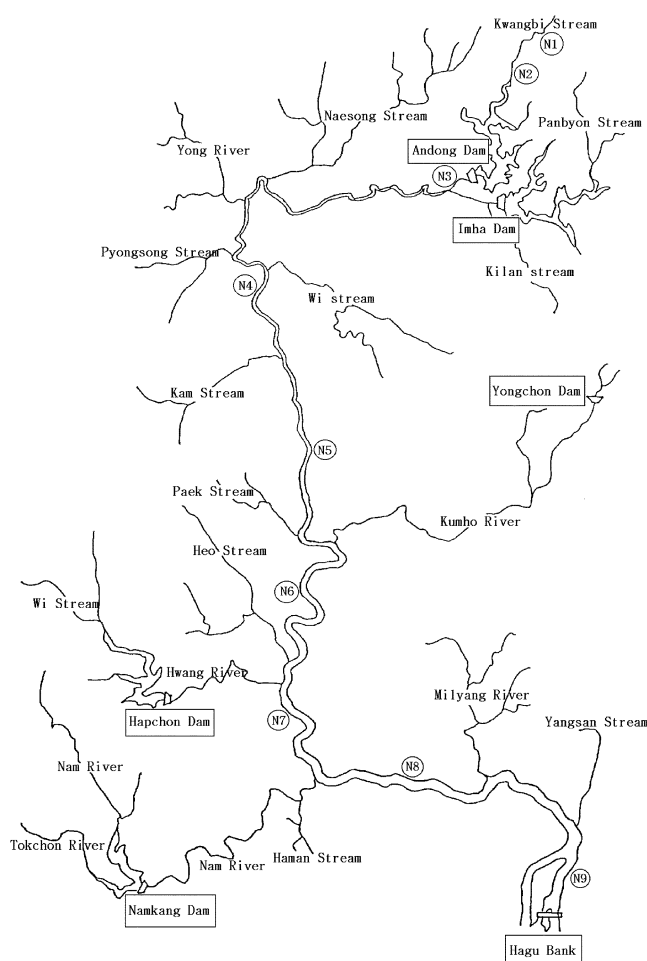 Kwangbi Stream
N1
N2
Naesong Stream
Panbyon Stream
Andong Dam
Yong River
N3
Imha Dam
Pyongsong Stream
Kilan stream
N4
Wi stream
Yongchon Dam
Kam Stream
N5
Paek Stream
Kumho River
Heo Stream
N6
Wi Stream
Hwang River
Milyang River
Hapchon Dam
N7
Yangsan Stream
Nam River
N8
Tokchon River
Nam River
Haman Stream
N9
Namkang Dam
Hagu Bank